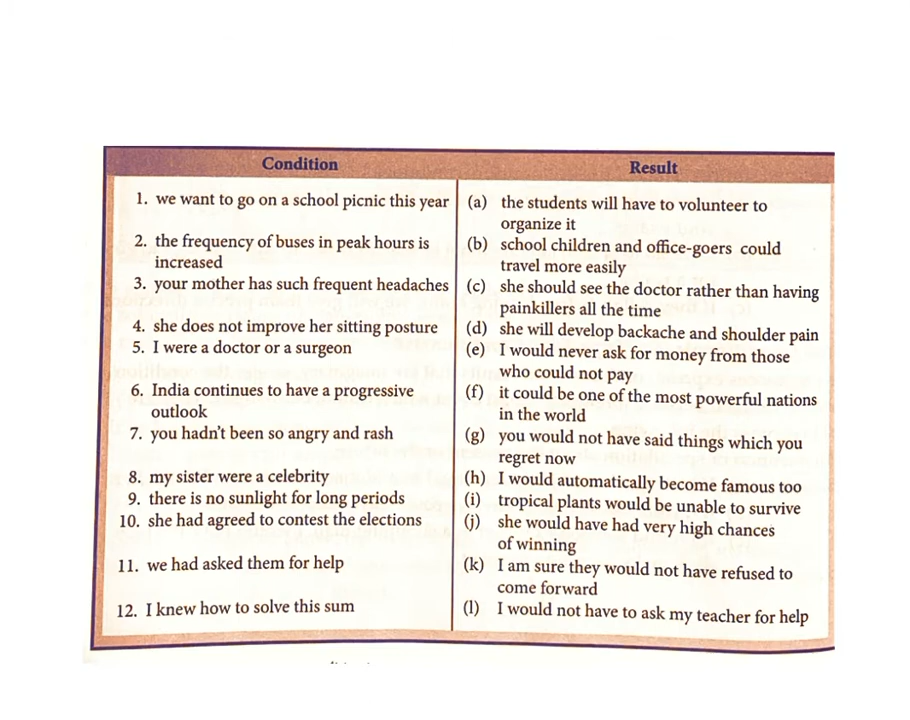 Condition Result
1. we want to go on a school picnic this year (a) the students will have to volunteer to
organize it
2. the frequency of buses in peak hours is (b) school children and office-goers could
increased travel more easily
3. your mother has such frequent headaches (c) she should see the doctor rather than having
painkillers all the time
4. she does not improve her sitting posture (d) she will develop backache and shoulder pain
5. I were a doctor or a surgeon (e) I would never ask for money from those
who could not pay
6. India continues to have a progressive (f) it could be one of the most powerful nations
outlook in the world
7. you hadn't been so angry and rash (g) you would not have said things which you
regret now
8. my sister were a celebrity (h) I would automatically become famous too
9. there is no sunlight for long periods (i) tropical plants would be unable to survive
10. she had agreed to contest the elections (j) she would have had very high chances
of winning
11. we had asked them for help (k) I am sure they would not have refused to
come forward
12. I knew how to solve this sum (l) I would not have to ask my teacher for help